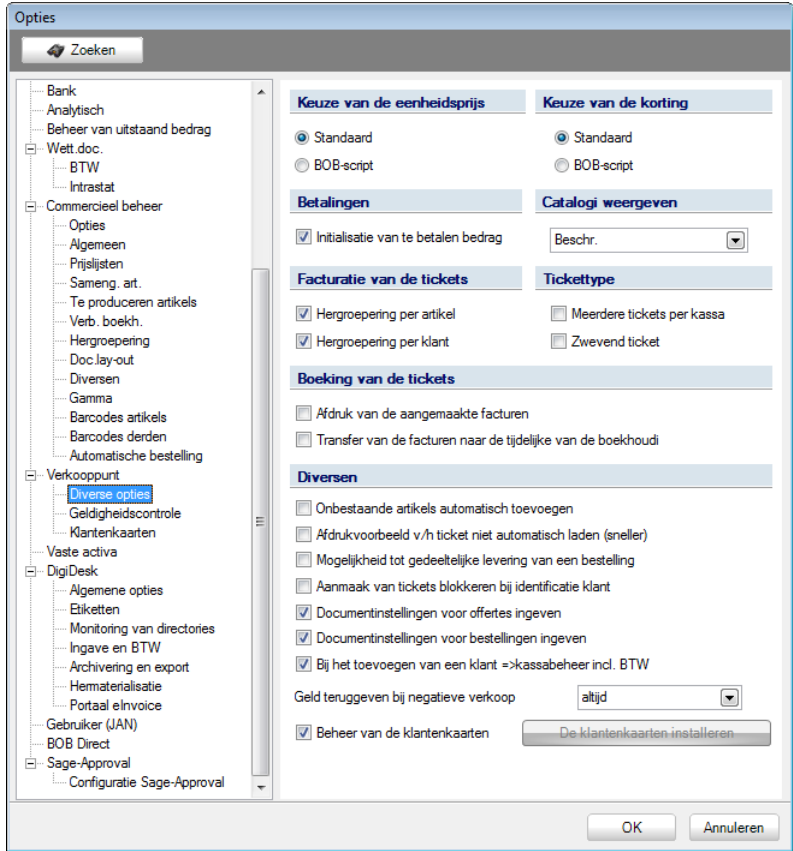 Opties
Zoeken
Bank
Analytisch
Beheer van uitstaand bedrag
Wett.doc.
BTW
Intrastat
Commercieel beheer
Opties
Algemeen
Prijslijsten
Sameng. art.
Te produceren artikels
Verb. boekh.
Hergroepering
Doc.lay-out
Diversen
Gamma
Barcodes artikels
Barcodes derden
Automatische bestelling
Verkooppunt
Diverse opties
Geldigheidscontrole
Klantenkaarten
Vaste activa
DigiDesk
Algemene opties
Etiketten
Monitoring van directories
Ingave en BTW
Archivering en export
Hermaterialisatie
Portaal eInvoice
Gebruiker (JAN)
BOB Direct
Sage-Approval
Configuratie Sage-Approval
Keuze van de eenheidsprijs
Standaard
BOB-script
Keuze van de korting
Standaard
BOB-script
Betalingen
Initialisatie van te betalen bedrag
Catalogi weergeven
Beschr.
Facturatie van de tickets
Hergroepering per artikel
Hergroepering per klant
Tickettype
Meerdere tickets per kassa
Zwevend ticket
Boeking van de tickets
Afdruk van de aangemaakte facturen
Transfer van de facturen naar de tijdelijke van de boekhoudi
Diversen
Onbestaande artikels automatisch toevoegen
Afdrukvoorbeeld v/h ticket niet automatisch laden (sneller)
Mogelijkheid tot gedeeltelijke levering van een bestelling
Aanmaak van tickets blokkeren bij identificatie klant
Documentinstellingen voor offertes ingeven
Documentinstellingen voor bestellingen ingeven
Bij het toevoegen van een klant =>kassabeheer incl. BTW
Geld teruggeven bij negatieve verkoop
altijd
Beheer van de klantenkaarten
De klantenkaarten installeren
OK
Annuleren